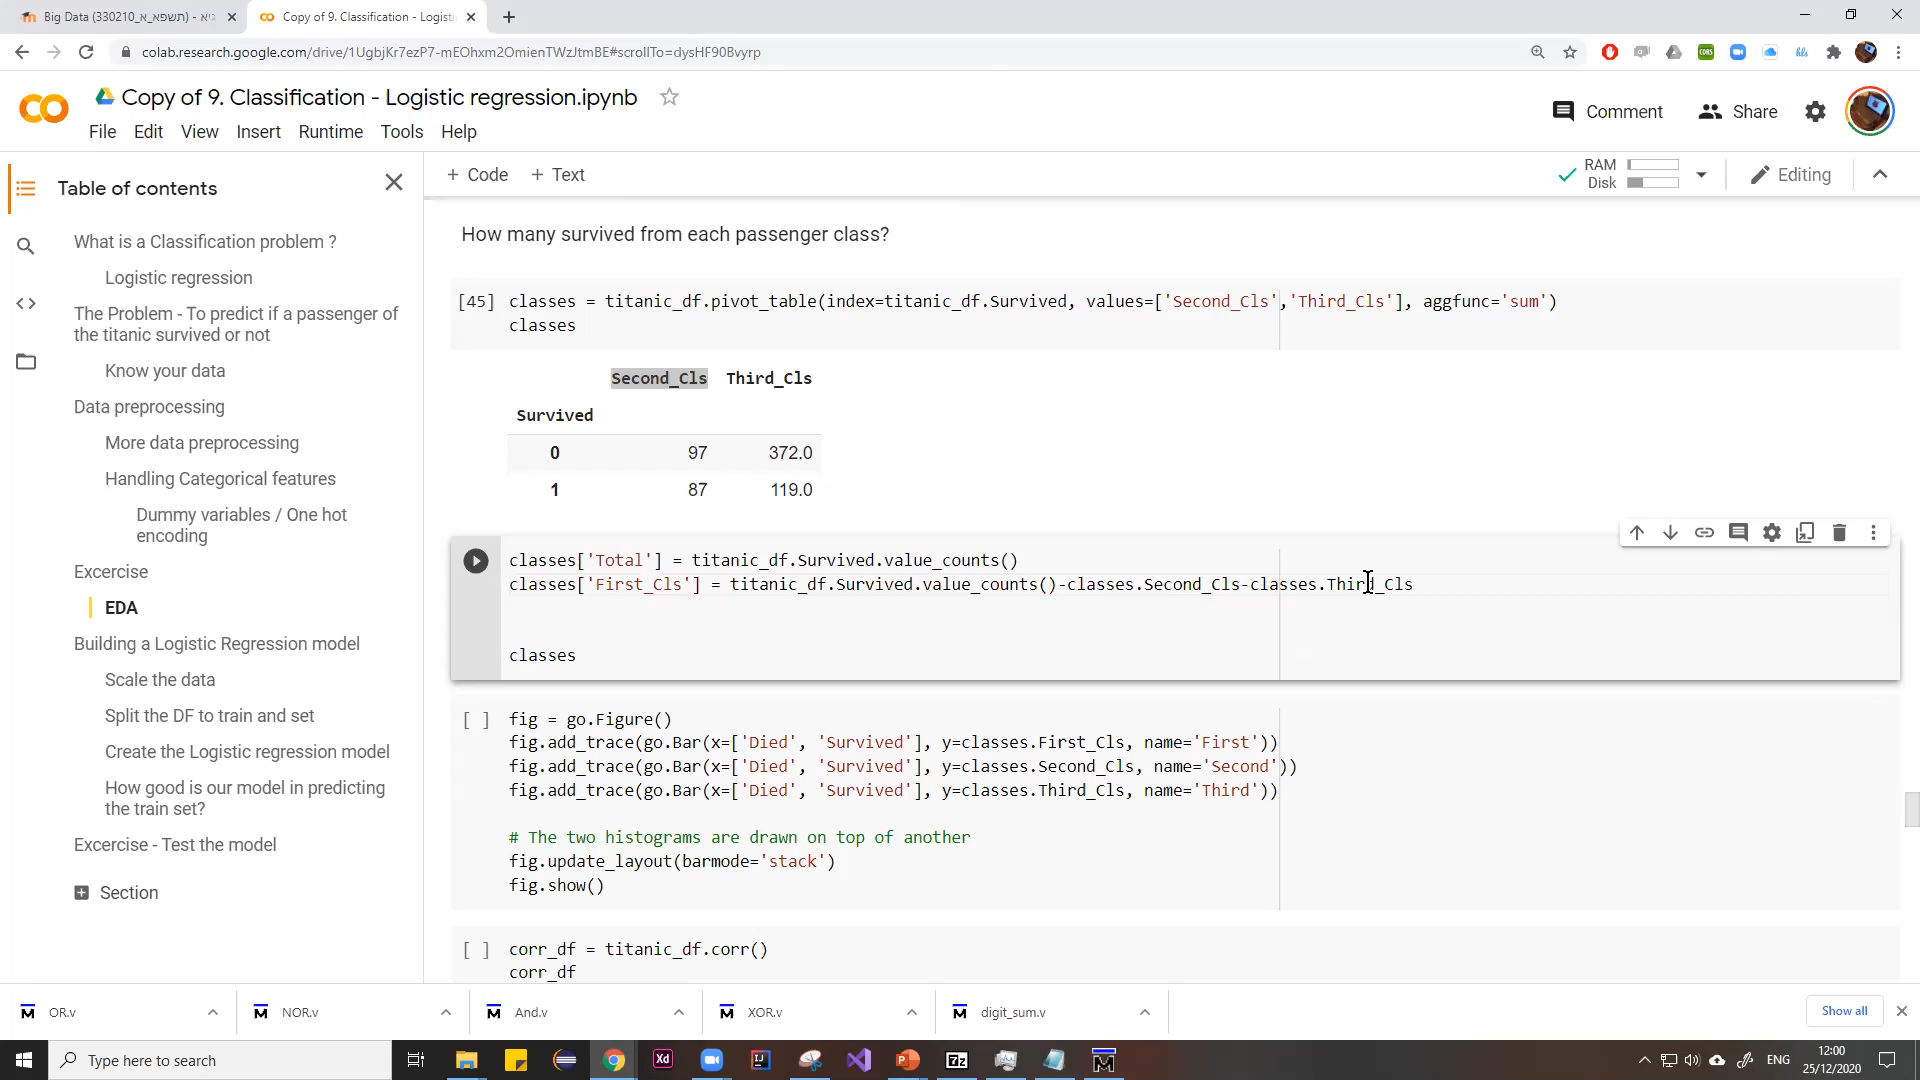 Big Data (330210_תשפא_א) - גיא
Copy of 9. Classification - Logisti
colab.research.google.com/drive/1UgbjKr7ezP7-mEOhxm2OmienTWzJtmBE#scrollTo=dysHF90Bvyrp
Copy of 9. Classification - Logistic regression.ipynb
File Edit View Insert Runtime Tools Help
Comment Share
Table of contents
+ Code + Text
RAM
Disk
Editing
What is a Classification problem ?
Logistic regression
The Problem - To predict if a passenger of
the titanic survived or not
Know your data
Data preprocessing
More data preprocessing
Handling Categorical features
Dummy variables / One hot
encoding
Excercise
EDA
Building a Logistic Regression model
Scale the data
Split the DF to train and set
Create the Logistic regression model
How good is our model in predicting
the train set?
Excercise - Test the model
Section
How many survived from each passenger class?
[45] classes = titanic_df.pivot_table(index=titanic_df.Survived, values=['Second_Cls','Third_Cls'], aggfunc='sum')
classes
Second_Cls Third_Cls
Survived
0 97 372.0
1 87 119.0
classes['Total'] = titanic_df.Survived.value_counts()
classes['First_Cls'] = titanic_df.Survived.value_counts()-classes.Second_Cls-classes.Third_Cls
classes
[ ] fig = go.Figure()
fig.add_trace(go.Bar(x=['Died', 'Survived'], y=classes.First_Cls, name='First'))
fig.add_trace(go.Bar(x=['Died', 'Survived'], y=classes.Second_Cls, name='Second'))
fig.add_trace(go.Bar(x=['Died', 'Survived'], y=classes.Third_Cls, name='Third'))
# The two histograms are drawn on top of another
fig.update_layout(barmode='stack')
fig.show()
[ ] corr_df = titanic_df.corr()
corr_df
OR.v
NOR.v
And.v
XOR.v
digit_sum.v
Show all
Type here to search
ENG
12:00
25/12/2020